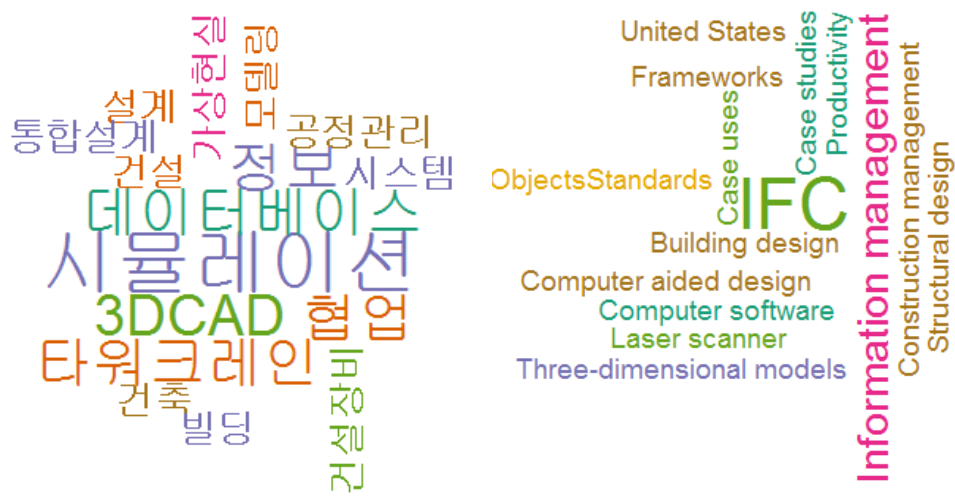 가상현실
모델링
설계
통합설계
공정관리
건설
정보
시스템
데이터베이스
시뮬레이션
3DCAD
협업
타워크레인
건축
빌딩
건설장비
United States
Frameworks
Case studies
Productivity
Case uses
ObjectsStandards
IFC
Information management
Construction management
Structural design
Building design
Computer aided design
Computer software
Laser scanner
Three-dimensional models